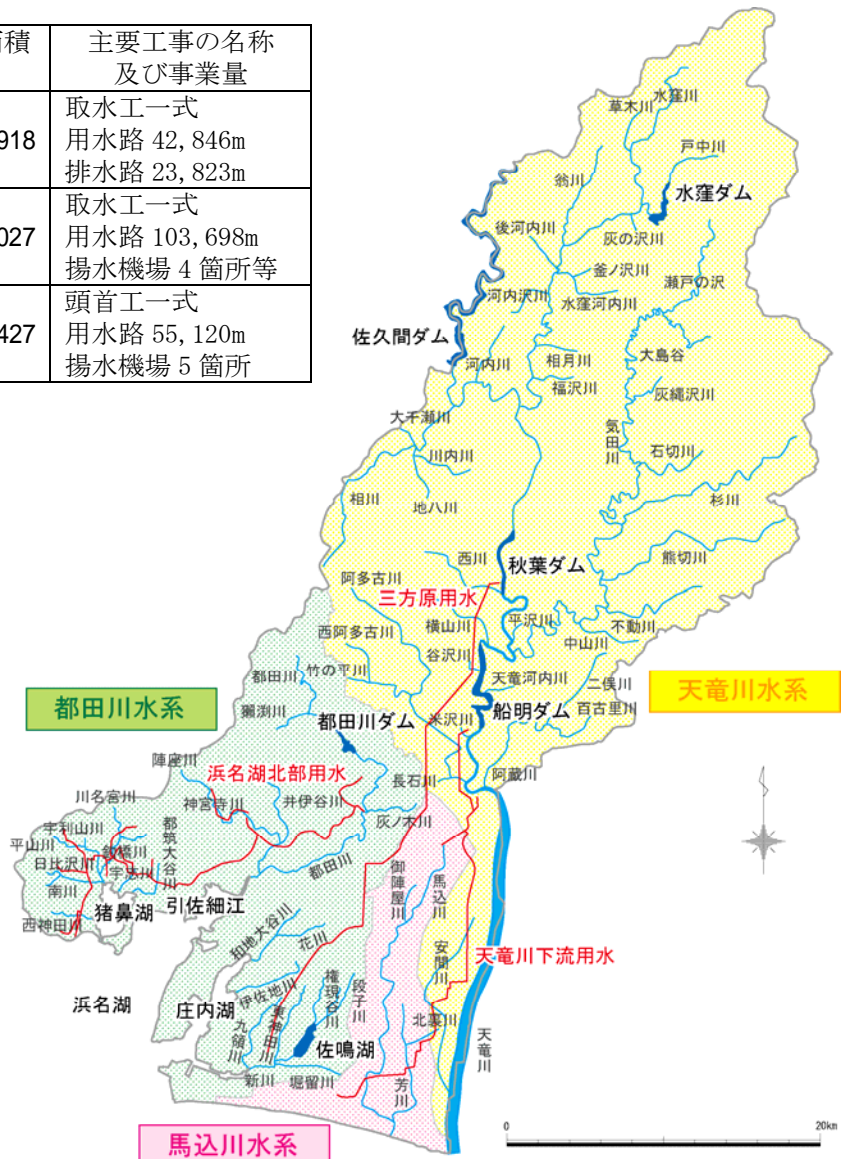 積
主要工事の名称
及び事業量
918
取水工一式
用水路 42,846m
排水路 23,823m
027
取水工一式
用水路 103,698m
揚水機場 4 箇所等
427
頭首工一式
用水路 55,120m
揚水機場 5 箇所
草木川
水窪川
戸中川
翁川
水窪ダム
後河内川
灰の沢川
釜ノ沢川
瀬戸の沢
河内沢川
水窪河内川
佐久間ダム
河内川
相月川
大島谷
福沢川
灰縄沢川
大千瀬川
気田川
川内川
石切川
相川
地八川
杉川
西川
秋葉ダム
熊切川
阿多古川
三方原用水
西阿多古川
横山川
平沢川
不動川
中山川
谷沢川
都田川
竹の平川
天竜河内川
二俣川
天竜川水系
都田川水系
獺渕川
都田川ダム
米沢川
船明ダム
百古里川
陣座川
浜名湖北部用水
長石川
阿蔵川
川名宮川
神宮寺川
井伊谷川
灰ノ木川
宇利山川
都筑大谷川
平山川
釣橋川
日比沢川
宇志川
都田川
御陣屋川
馬込川
南川
猪鼻湖
引佐細江
西神田川
和地大谷川
花川
安間川
天竜川下流用水
浜名湖
庄内湖
伊佐地川
権現谷川
段子川
九領川
東神田川
佐鳴湖
北裏川
天竜川
新川
堀留川
芳川
馬込川水系
0
20km